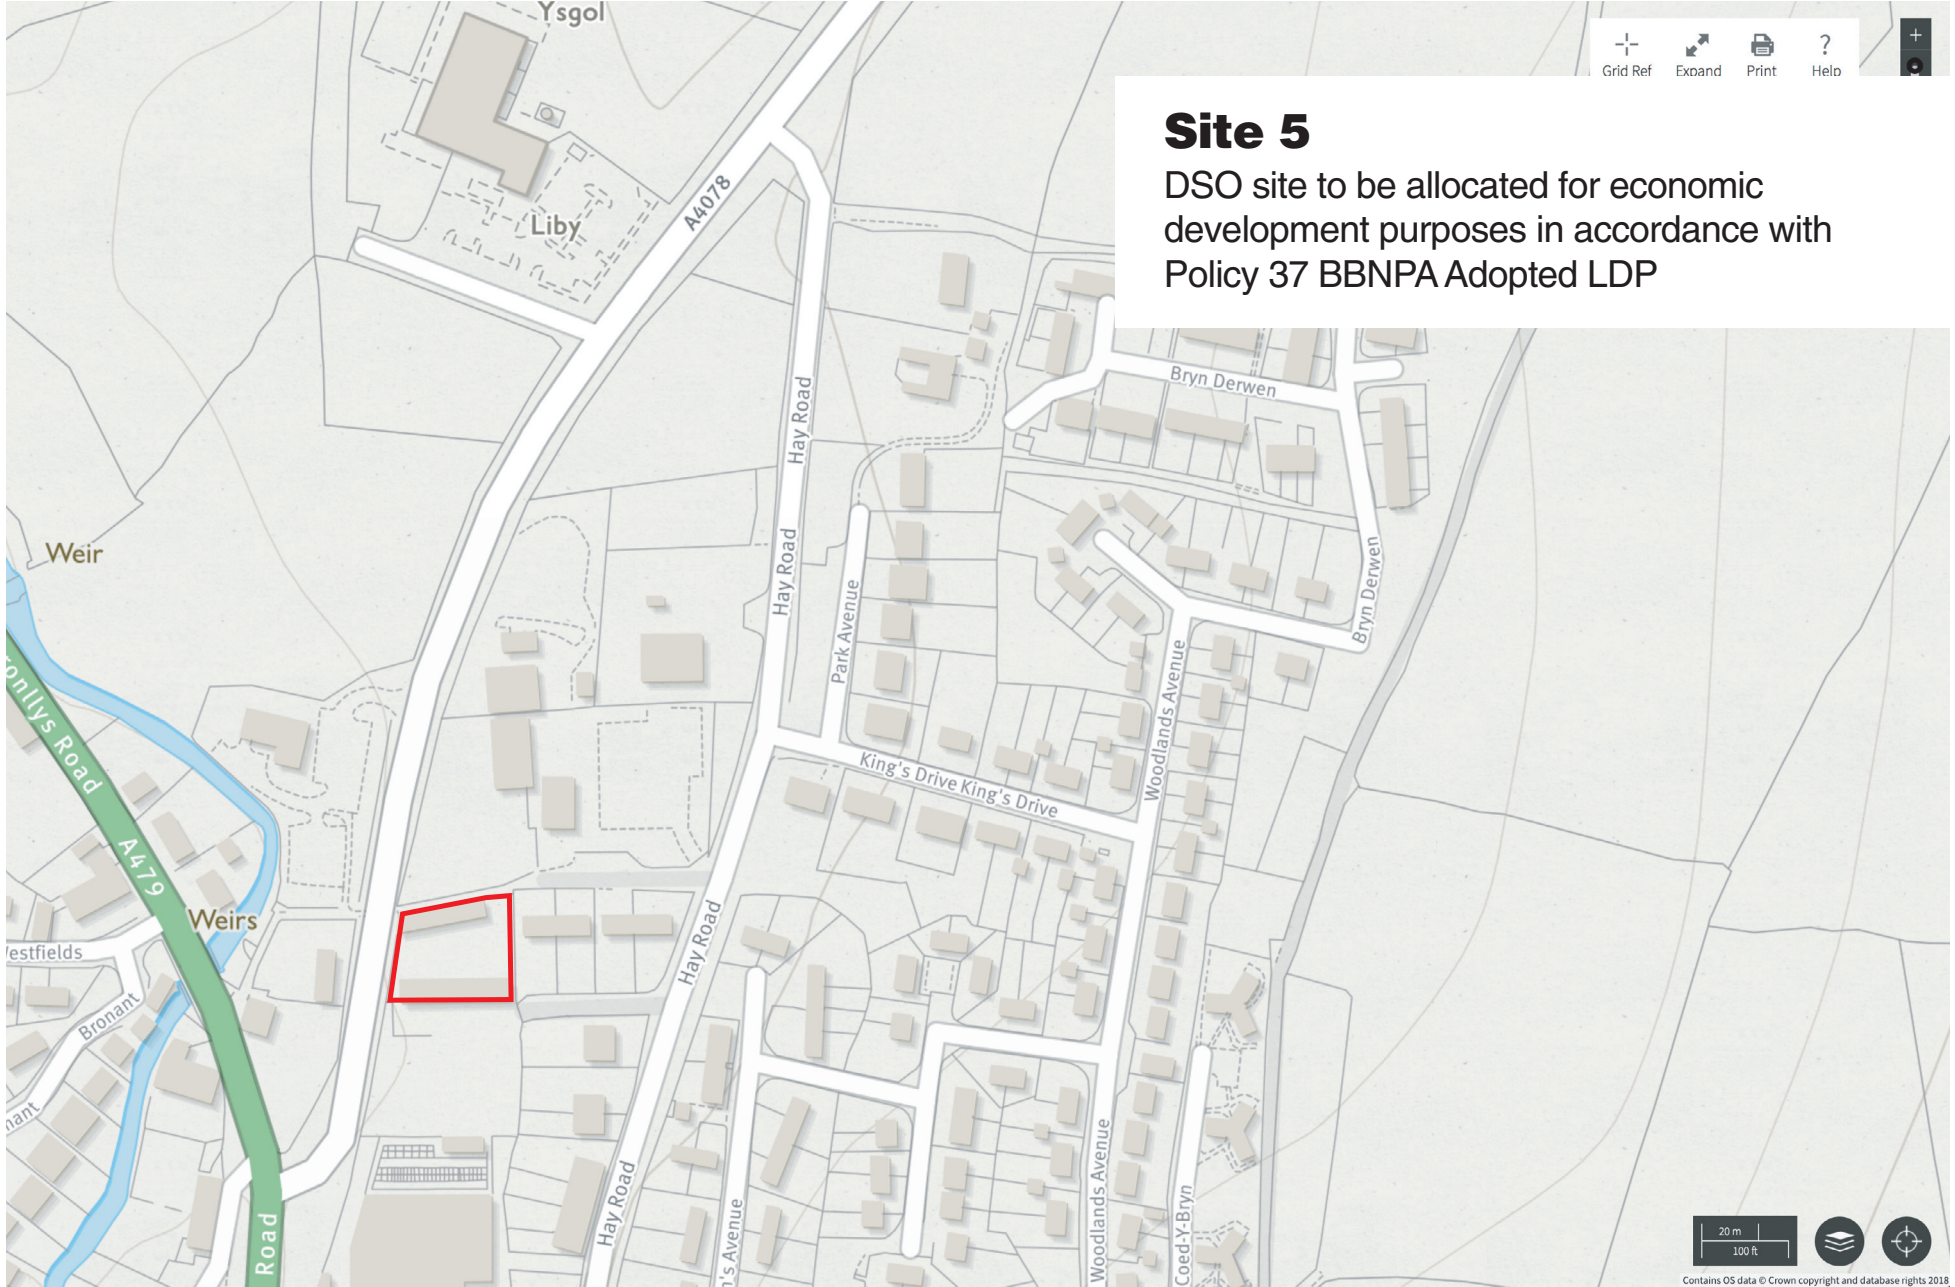 Ysgol
Grid Ref
Expand
Print
Help
Site 5
DSO site to be allocated for economic
development purposes in accordance with
Policy 37 BBNPA Adopted LDP
A4078
Liby
Hay Road
Bryn Derwen
Hay Road
Weir
Park Avenue
Bryn Derwen
Woodlands Avenue
King's Drive King's Drive
ronllys Road
A479
Weirs
estfields
Hay Road
Bronant
nant
Hay Road
Woodlands Avenue
Coed-Y-Bryn
Road
n's Avenue
20 m
100 ft
Contains OS data © Crown copyright and database rights 2018